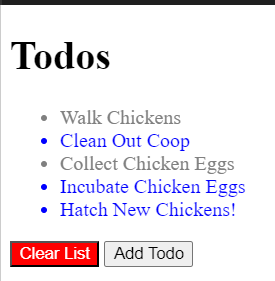 Todos
Walk Chickens
Clean Out Coop
Collect Chicken Eggs
Incubate Chicken Eggs
Hatch New Chickens!
Clear List Add Todo